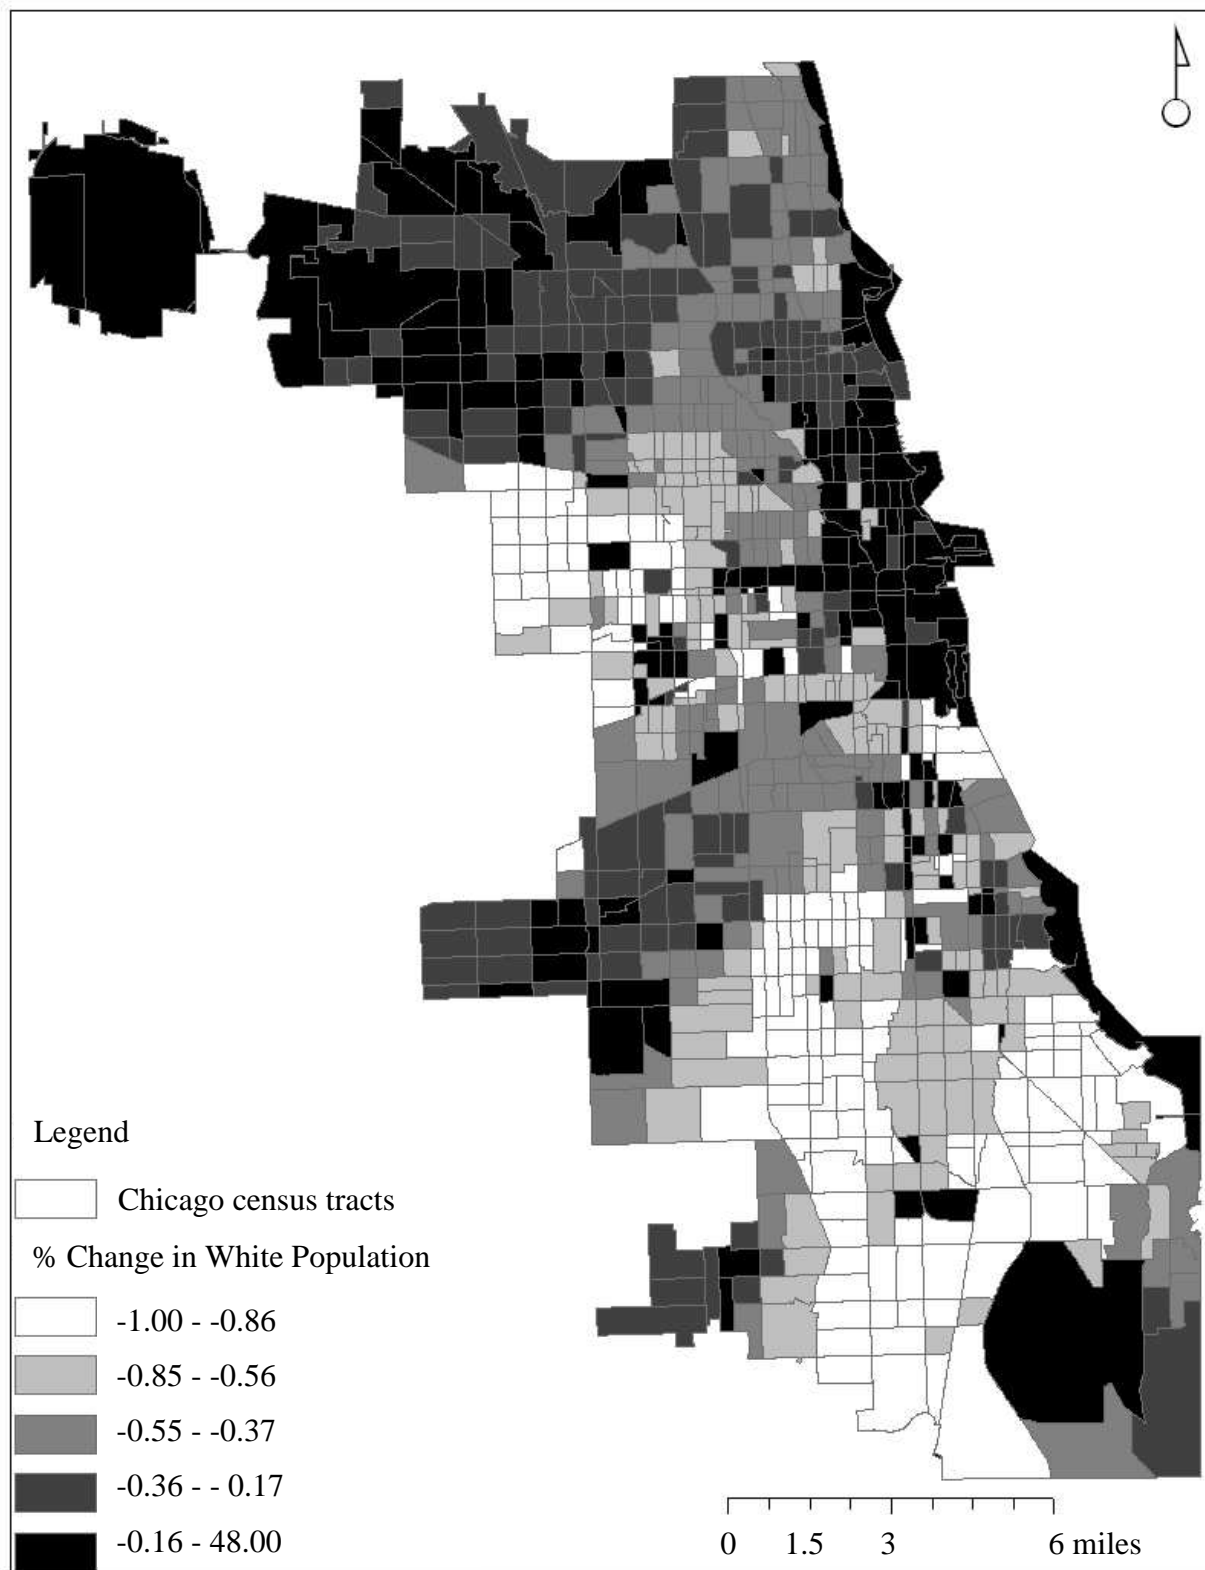 Legend
Chicago census tracts
% Change in White Population
-1.00 - -0.86
-0.85 - -0.56
-0.55 - -0.37
-0.36 - - 0.17
-0.16 - 48.00
0 1.5 3 6 miles